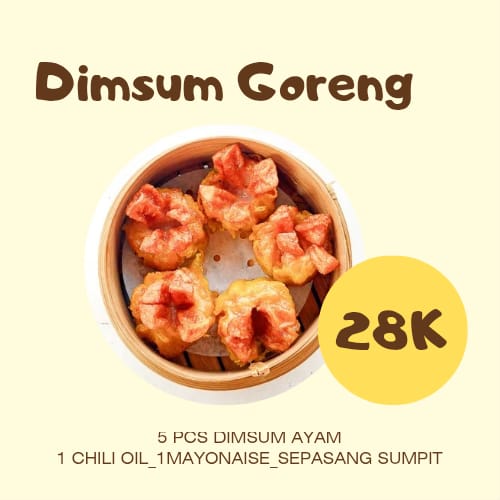 Dimsum Goreng
28K
5 PCS DIMSUM AYAM
1 CHILI OIL_1MAYONAISE_SEPASANG SUMPIT